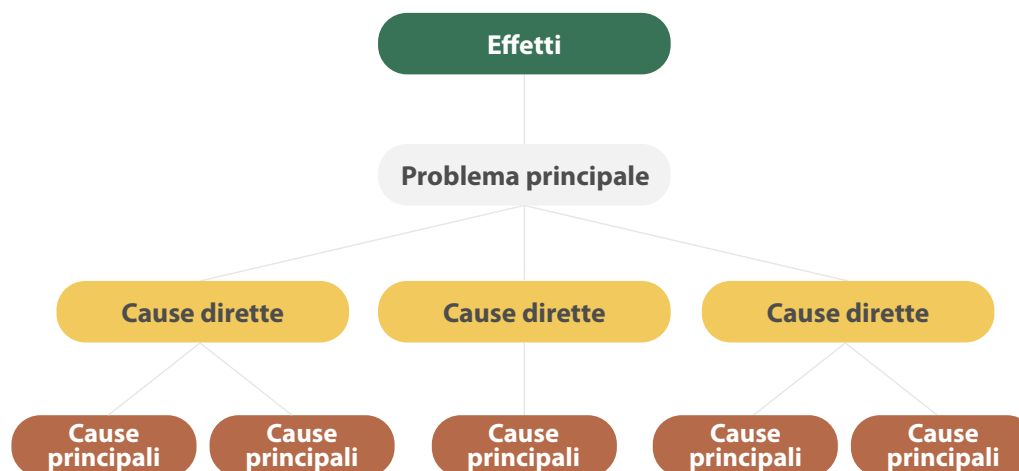 Effetti
Problema principale
Cause dirette
Cause dirette
Cause dirette
Cause
principali
Cause
principali
Cause
principali
Cause
principali
Cause
principali